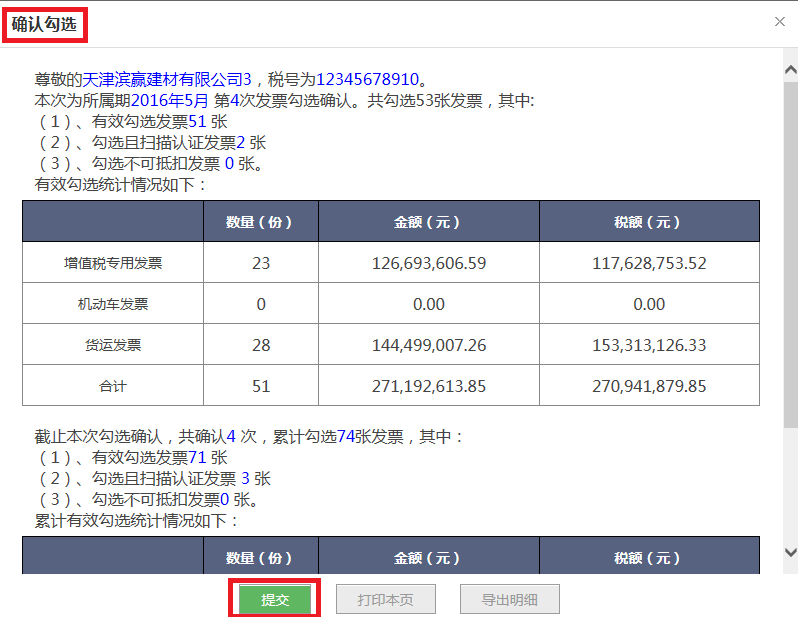 确认勾选
×
尊敬的天津滨赢建材有限公司3，税号为12345678910。
本次为所属期2016年5月 第4次发票勾选确认。共勾选53张发票，其中:
（1）、有效勾选发票51 张
（2）、勾选且扫描认证发票2 张
（3）、勾选不可抵扣发票 0 张。
有效勾选统计情况如下：
数量（份） 金额（元） 税额（元）
增值税专用发票 23 126,693,606.59 117,628,753.52
机动车发票 0 0.00 0.00
货运发票 28 144,499,007.26 153,313,126.33
合计 51 271,192,613.85 270,941,879.85
截止本次勾选确认，共确认4 次，累计勾选74张发票，其中：
（1）、有效勾选发票71 张
（2）、勾选且扫描认证发票 3 张
（3）、勾选不可抵扣发票0 张。
累计有效勾选统计情况如下：
数量（份） 金额（元） 税额（元）
提交 打印本页 导出明细